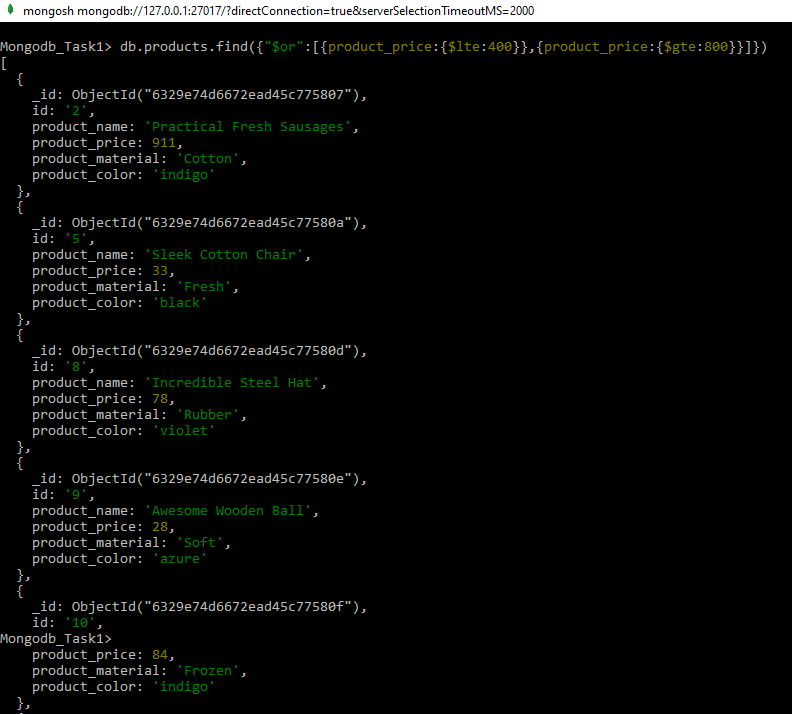 mongosh mongodb://127.0.0.1:27017/?directConnection=true&serverSelectionTimeoutMS=2000
Mongodb_Task1> db.products.find({"$or":[{product_price:{$lte:400}},{product_price:{$gte:800}}]})
[
  {
    _id: ObjectId("6329e74d6672ead45c775807"),
    id: '2',
    product_name: 'Practical Fresh Sausages',
    product_price: 911,
    product_material: 'Cotton',
    product_color: 'indigo'
  },
  {
    _id: ObjectId("6329e74d6672ead45c77580a"),
    id: '5',
    product_name: 'Sleek Cotton Chair',
    product_price: 33,
    product_material: 'Fresh',
    product_color: 'black'
  },
  {
    _id: ObjectId("6329e74d6672ead45c77580d"),
    id: '8',
    product_name: 'Incredible Steel Hat',
    product_price: 78,
    product_material: 'Rubber',
    product_color: 'violet'
  },
  {
    _id: ObjectId("6329e74d6672ead45c77580e"),
    id: '9',
    product_name: 'Awesome Wooden Ball',
    product_price: 28,
    product_material: 'Soft',
    product_color: 'azure'
  },
  {
    _id: ObjectId("6329e74d6672ead45c77580f"),
    id: '10',
Mongodb_Task1>
    product_price: 84,
    product_material: 'Frozen',
    product_color: 'indigo'
  },